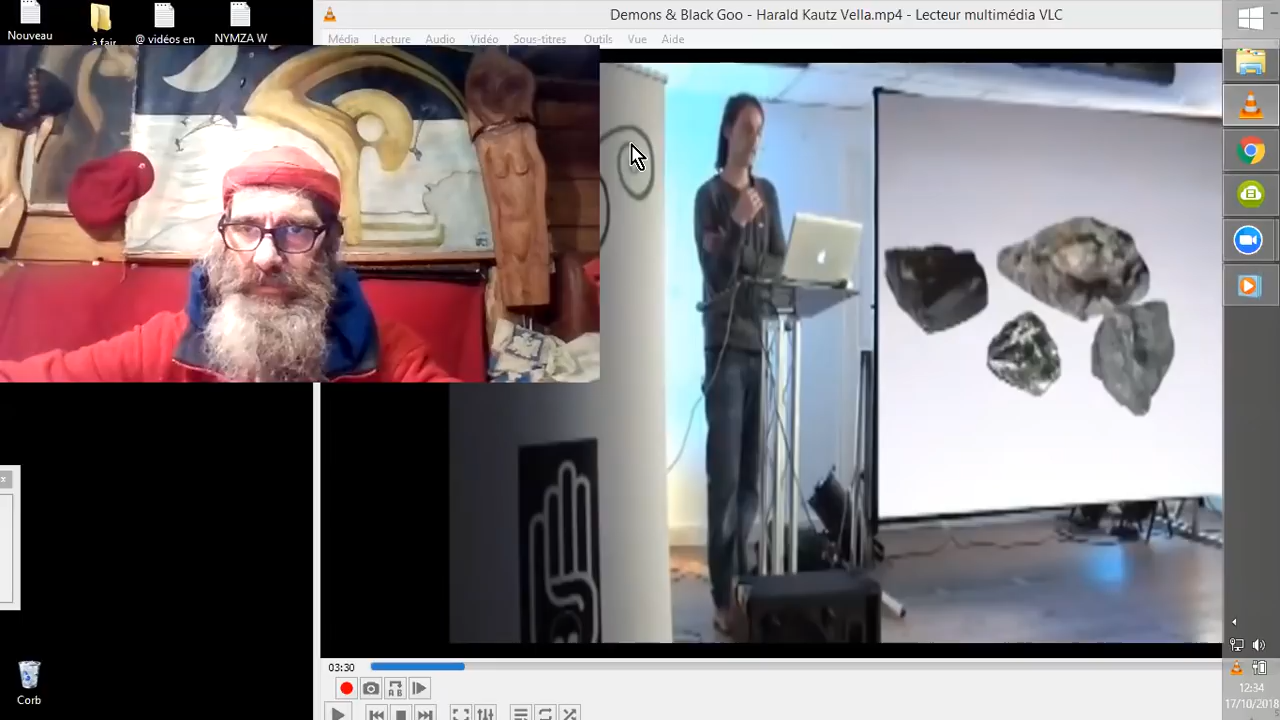 Demons & Black Goo - Harald Kautz Vella.mp4 - Lecteur multimédia VLC
Média Lecture Audio Vidéo Sous-titres Outils Vue Aide
Nouveau
à fair
@ vidéos en
NYMZA W
Corb
03:30
12:34
17/10/2018